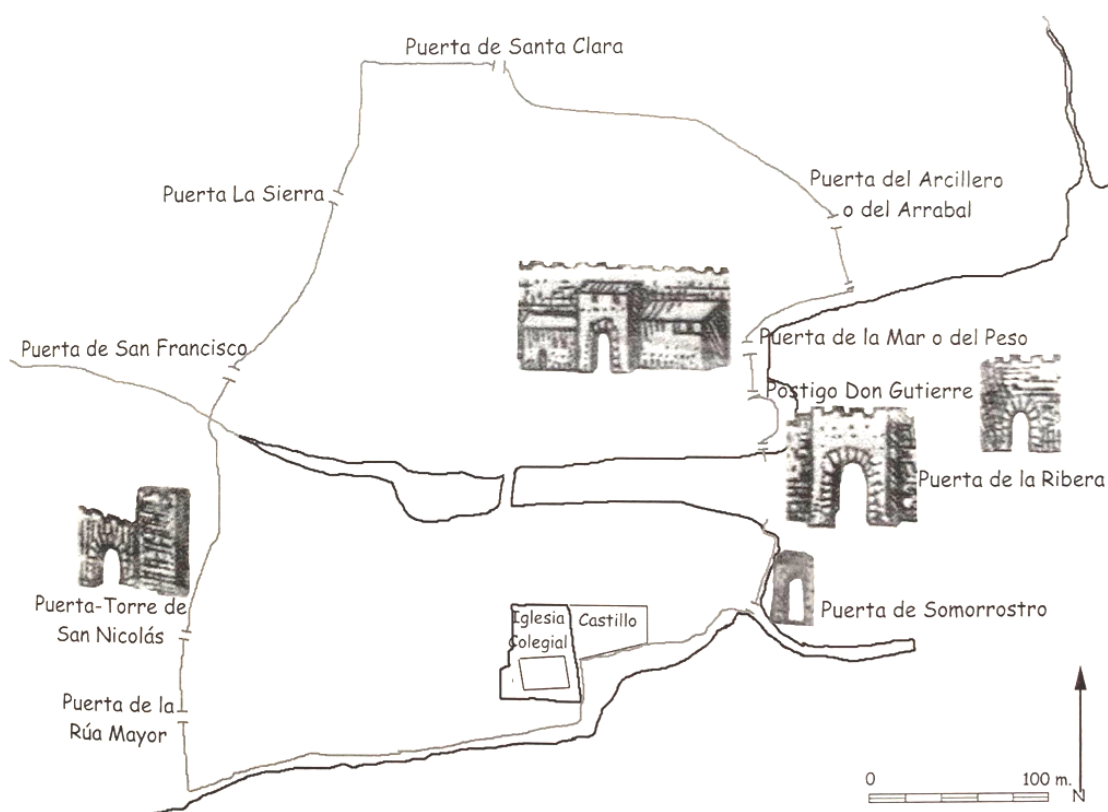 Puerta de Santa Clara
Puerta La Sierra
Puerta del Arcillero
o del Arrabal
Puerta de San Francisco
Puerta de la Mar o del Peso
Postigo Don Gutierre
Puerta de la Ribera
Puerta-Torre de
San Nicolás
Puerta de Somorrostro
Iglesia
Colegial
Castillo
Puerta de la
Rúa Mayor
0
100 m.
N